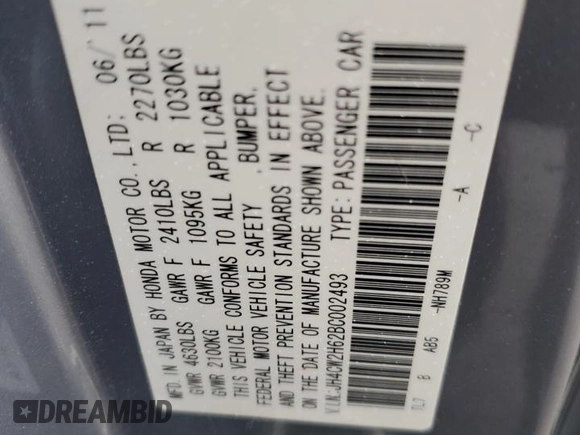 MFD. IN JAPAN BY HONDA MOTOR CO., LTD: 06/11
GVWR 4630LBS GAWR F 2410LBS R 2270LBS
GVWR 2100KG GAWR F 1095KG R 1030KG
THIS VEHICLE CONFORMS TO ALL APPLICABLE
FEDERAL MOTOR VEHICLE SAFETY , BUMPER,
AND THEFT PREVENTION STANDARDS IN EFFECT
ON THE DATE OF MANUFACTURE SHOWN ABOVE.
V.I.N.:JH4CW2H62BC002493 TYPE: PASSENGER CAR
TL7 B AB5 -NH789M -A -C
DREAMBID